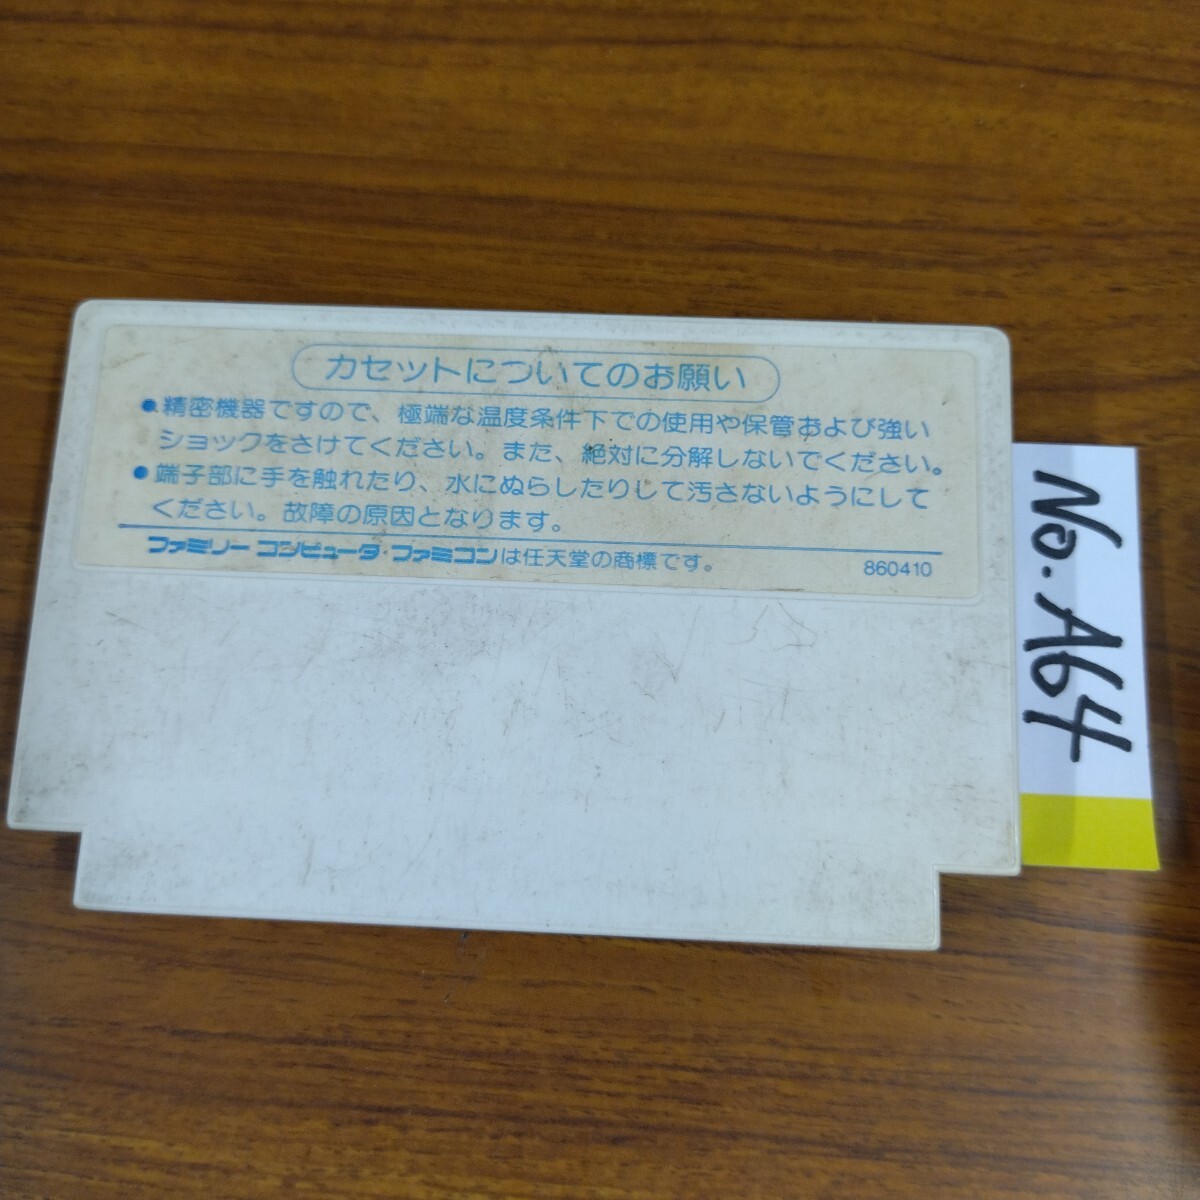 カセットについてのお願い
●精密機器ですので、極端な温度条件下での使用や保管および強い
ショックをさけてください。また、絶対に分解しないでください。
●端子部に手を触れたり、水にぬらしたりして汚さないようにして
ください。故障の原因となります。
ファミリーコンピュータ・ファミコンは任天堂の商標です。
860410
No.A64